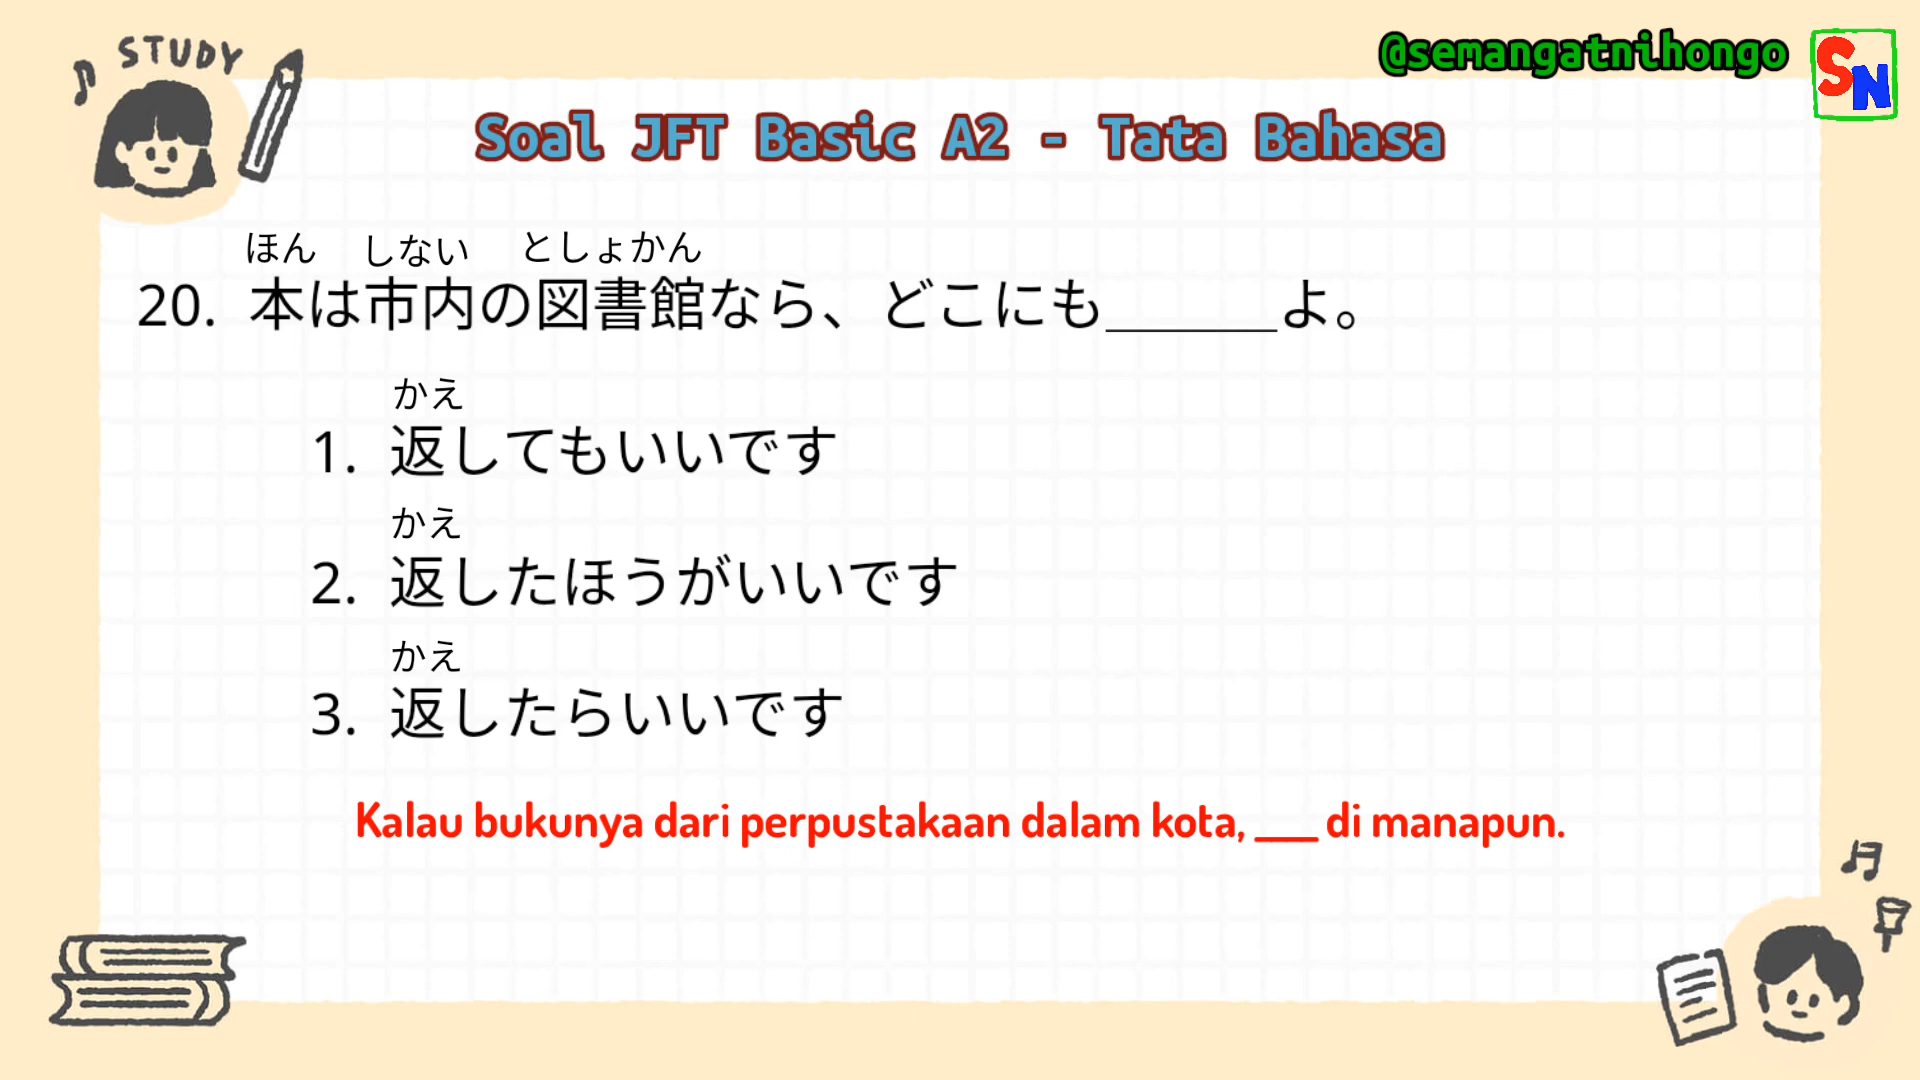 STUDY
@semangatnihongo
SN
Soal JFT Basic A2 - Tata Bahasa
ほん しない としょかん
20. 本は市内の図書館なら、どこにも______よ。
かえ
1. 返してもいいです
かえ
2. 返したほうがいいです
かえ
3. 返したらいいです
Kalau bukunya dari perpustakaan dalam kota, ___ di manapun.